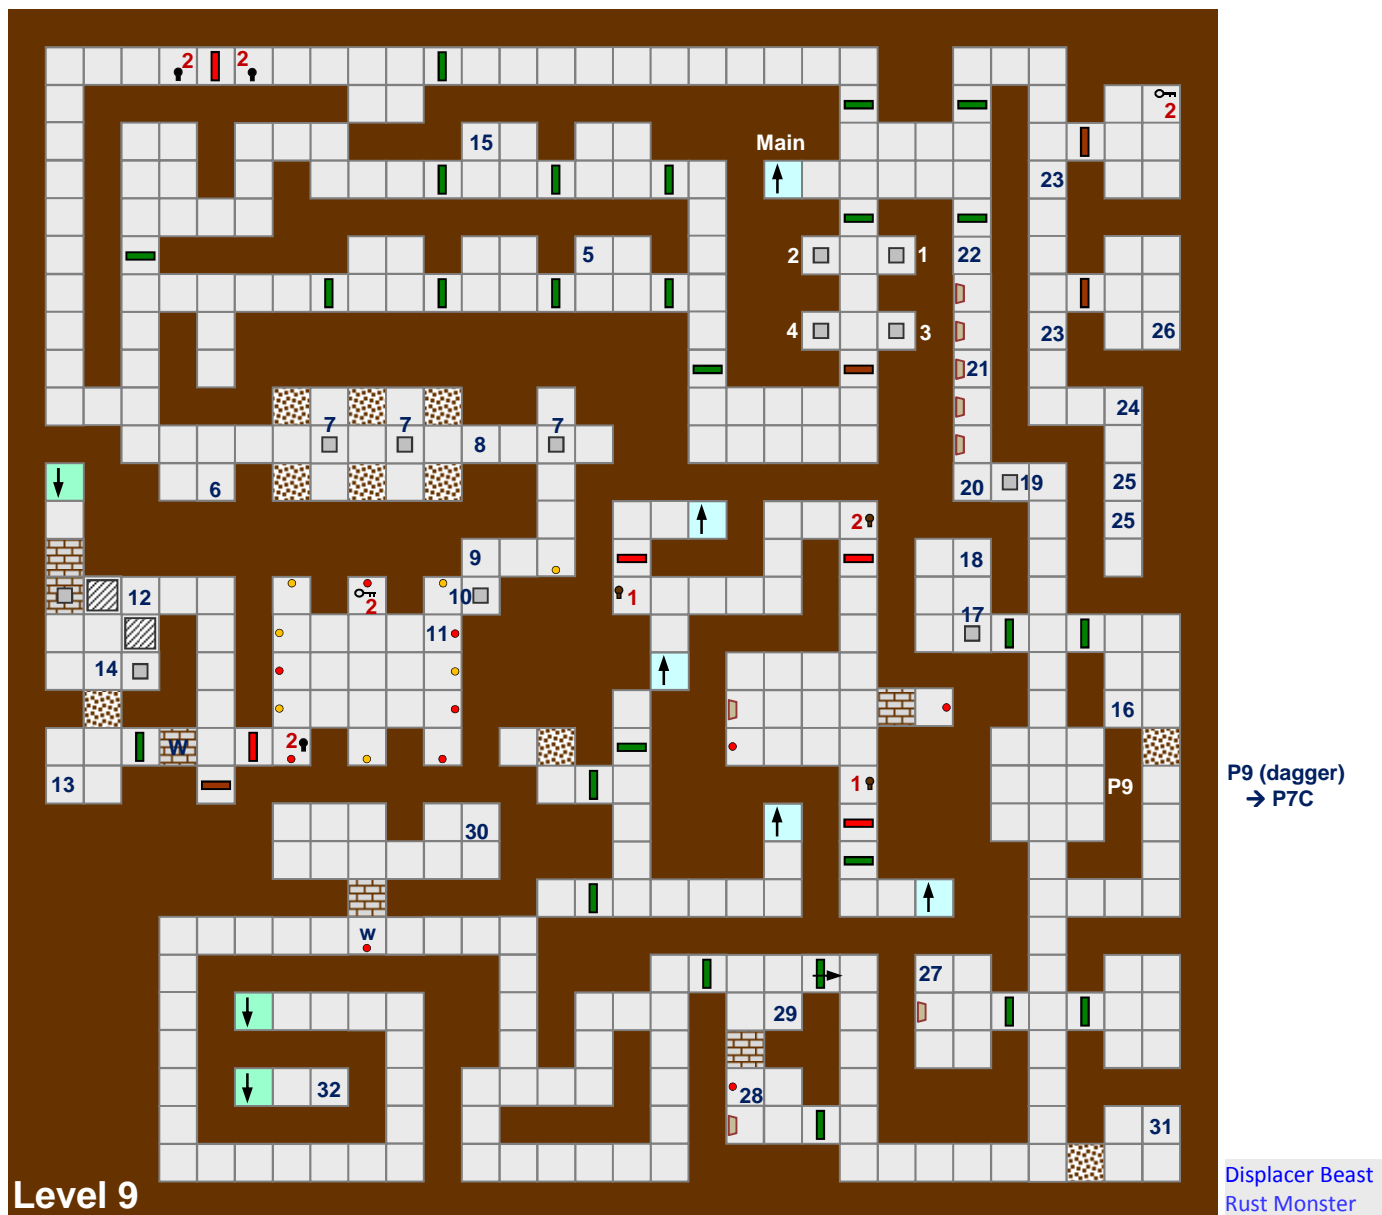 2 2
2
15 Main
23
2 1 5 22
4 3 23 26
21
24
7 7 7
8
6 20 19 25
2 25
9 18
12 2 10 1
11 17
14
16
W 2
13 1 P9 P9 (dagger)
→ P7C
30
w
27
29
32 28
31
Level 9 Displacer Beast
Rust Monster